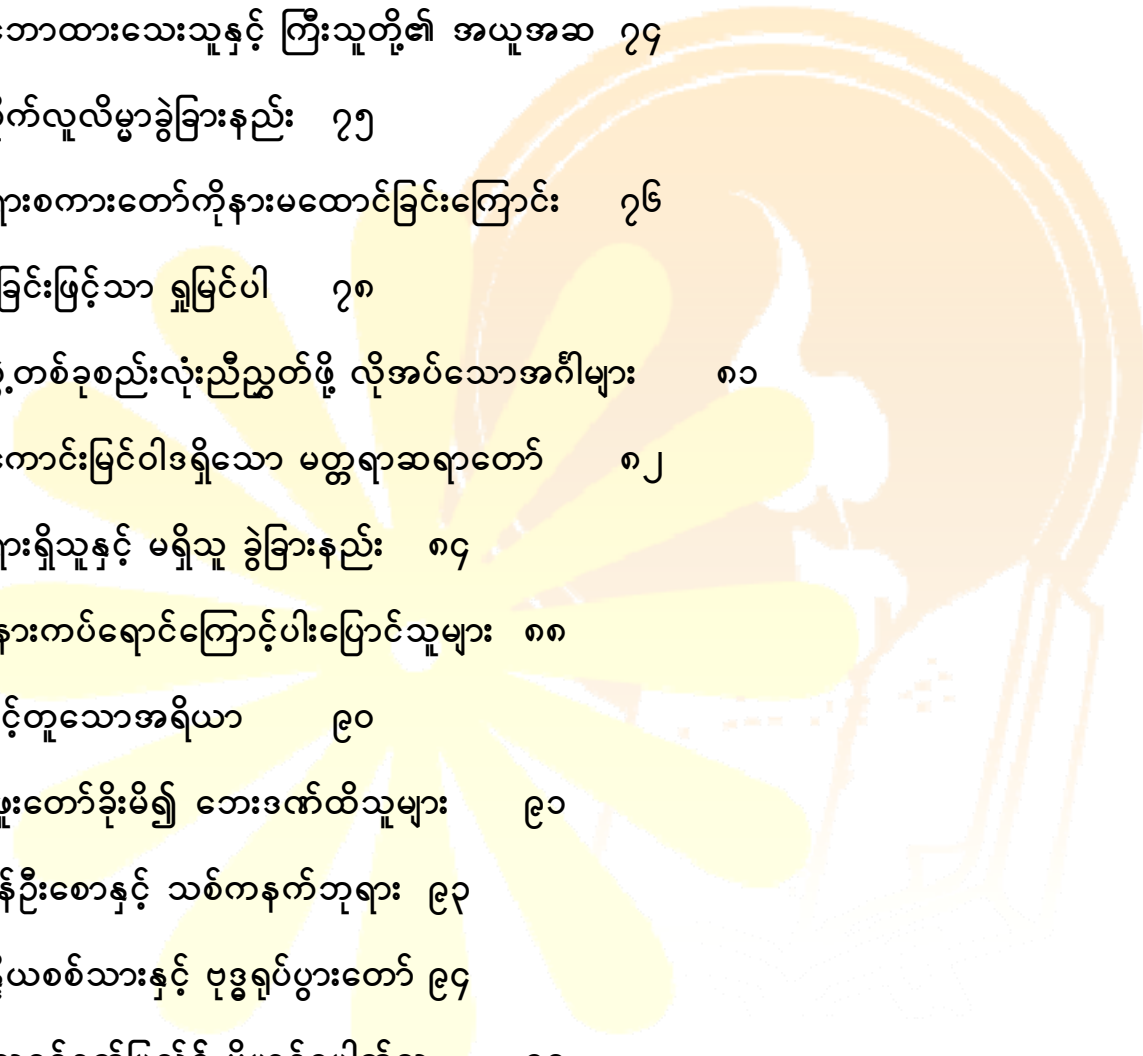 ဘောထားသေးသူနှင့် ကြီးသူတို့၏ အယူအဆ ၇၄
လူလိမ္မာခွဲခြားနည်း ၇၅
စကားတော်ကိုနားမထောင်ခြင်းကြောင်း ၇၆
ခြင်းဖြင့်သာ ရှုမြင်ပါ ၇၈
တစ်ခုစည်းလုံးညီညွတ်ဖို့ လိုအပ်သောအင်္ဂါများ ၈၁
ကောင်းမြင်ဝါဒရှိသော မတ္တရာဆရာတော် ၈၂
ရှိသူနှင့် မရှိသူ ခွဲခြားနည်း ၈၄
နားကပ်ရောင်ကြောင့်ပါးပြောင်သူများ ၈၈
င့်တူသောအရိယာ ၉၀
ဖူးတော်ခိုးမိ၍ ဘေးဒဏ်ထိသူများ ၉၁
န်ဦးစောနှင့် သစ်ကနက်ဘုရား ၉၃
ယစစ်သားနှင့် ဗုဒ္ဓရုပ်ပွားတော် ၉၄